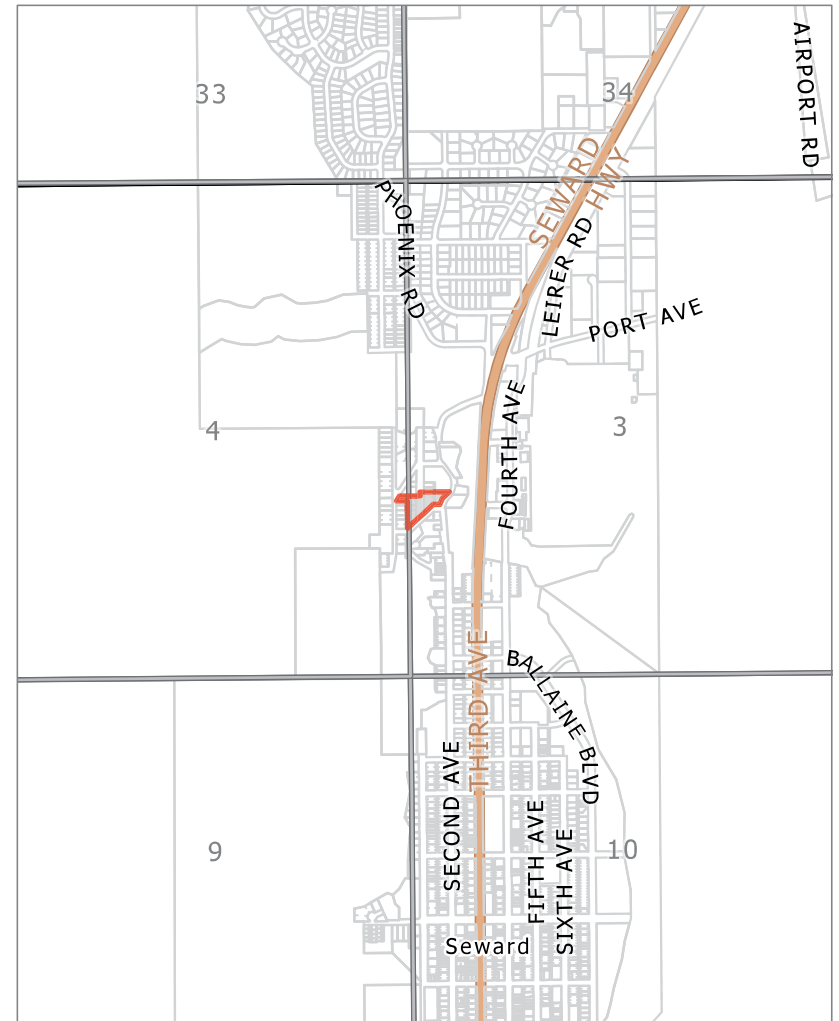 33
34
AIRPORT RD
SEWARD
HWY
PHOENIX RD
LEIRER RD
PORT AVE
4
3
FOURTH AVE
THIRD AVE
BALLAINE BLVD
SECOND AVE
FIFTH AVE
SIXTH AVE
9
10
Seward